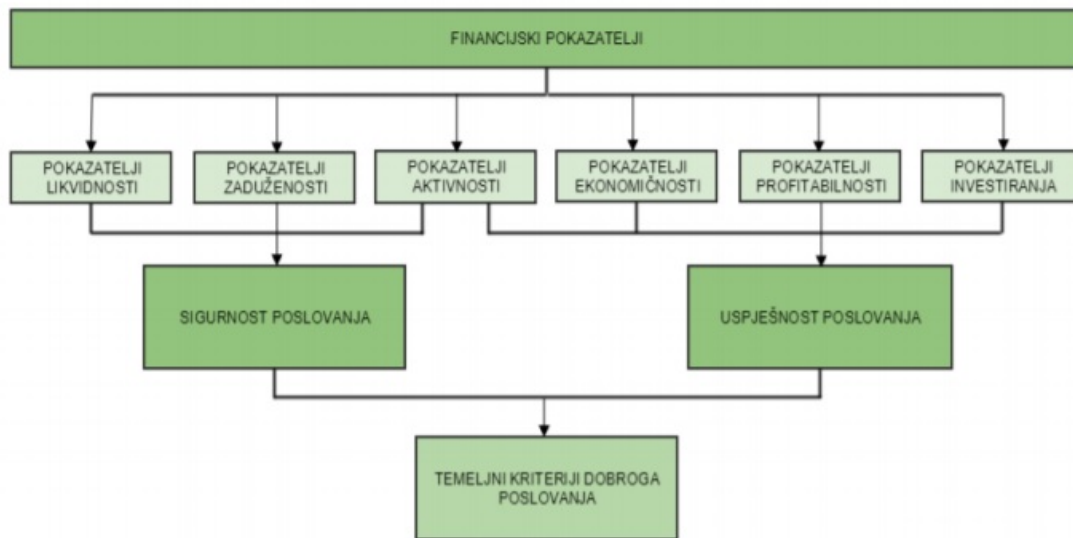 FINANCIJSKI POKAZATELJI
POKAZATELJI
LIKVIDNOSTI
POKAZATELJI
ZADUŽENOSTI
POKAZATELJI
AKTIVNOSTI
POKAZATELJI
EKONOMIČNOSTI
POKAZATELJI
PROFITABILNOSTI
POKAZATELJI
INVESTIRANJA
SIGURNOST POSLOVANJA
USPJEŠNOST POSLOVANJA
TEMELJNI KRITERIJI DOBROGA
POSLOVANJA